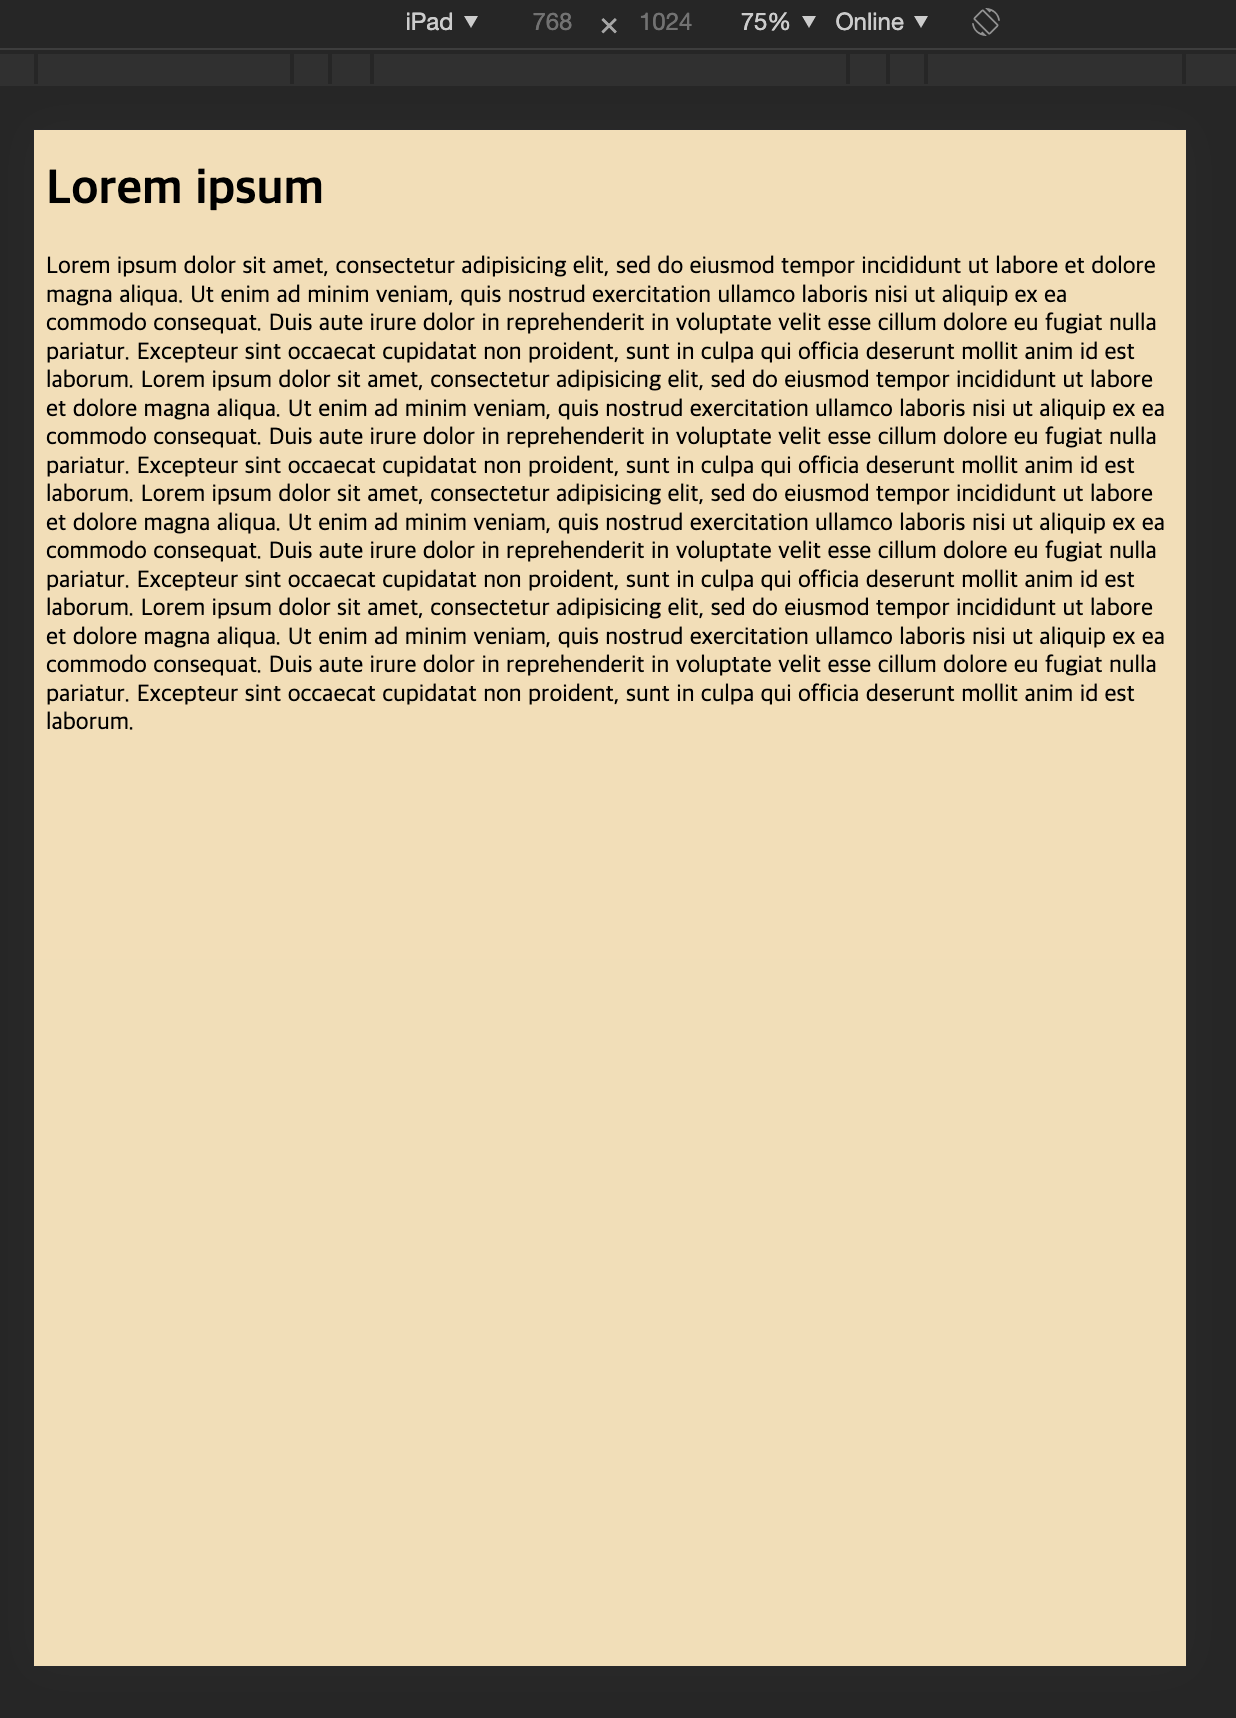 iPad ▼ 768 × 1024 75% ▼ Online ▼
Lorem ipsum
Lorem ipsum dolor sit amet, consectetur adipisicing elit, sed do eiusmod tempor incididunt ut labore et dolore
magna aliqua. Ut enim ad minim veniam, quis nostrud exercitation ullamco laboris nisi ut aliquip ex ea
commodo consequat. Duis aute irure dolor in reprehenderit in voluptate velit esse cillum dolore eu fugiat nulla
pariatur. Excepteur sint occaecat cupidatat non proident, sunt in culpa qui officia deserunt mollit anim id est
laborum. Lorem ipsum dolor sit amet, consectetur adipisicing elit, sed do eiusmod tempor incididunt ut labore
et dolore magna aliqua. Ut enim ad minim veniam, quis nostrud exercitation ullamco laboris nisi ut aliquip ex ea
commodo consequat. Duis aute irure dolor in reprehenderit in voluptate velit esse cillum dolore eu fugiat nulla
pariatur. Excepteur sint occaecat cupidatat non proident, sunt in culpa qui officia deserunt mollit anim id est
laborum. Lorem ipsum dolor sit amet, consectetur adipisicing elit, sed do eiusmod tempor incididunt ut labore
et dolore magna aliqua. Ut enim ad minim veniam, quis nostrud exercitation ullamco laboris nisi ut aliquip ex ea
commodo consequat. Duis aute irure dolor in reprehenderit in voluptate velit esse cillum dolore eu fugiat nulla
pariatur. Excepteur sint occaecat cupidatat non proident, sunt in culpa qui officia deserunt mollit anim id est
laborum. Lorem ipsum dolor sit amet, consectetur adipisicing elit, sed do eiusmod tempor incididunt ut labore
et dolore magna aliqua. Ut enim ad minim veniam, quis nostrud exercitation ullamco laboris nisi ut aliquip ex ea
commodo consequat. Duis aute irure dolor in reprehenderit in voluptate velit esse cillum dolore eu fugiat nulla
pariatur. Excepteur sint occaecat cupidatat non proident, sunt in culpa qui officia deserunt mollit anim id est
laborum.